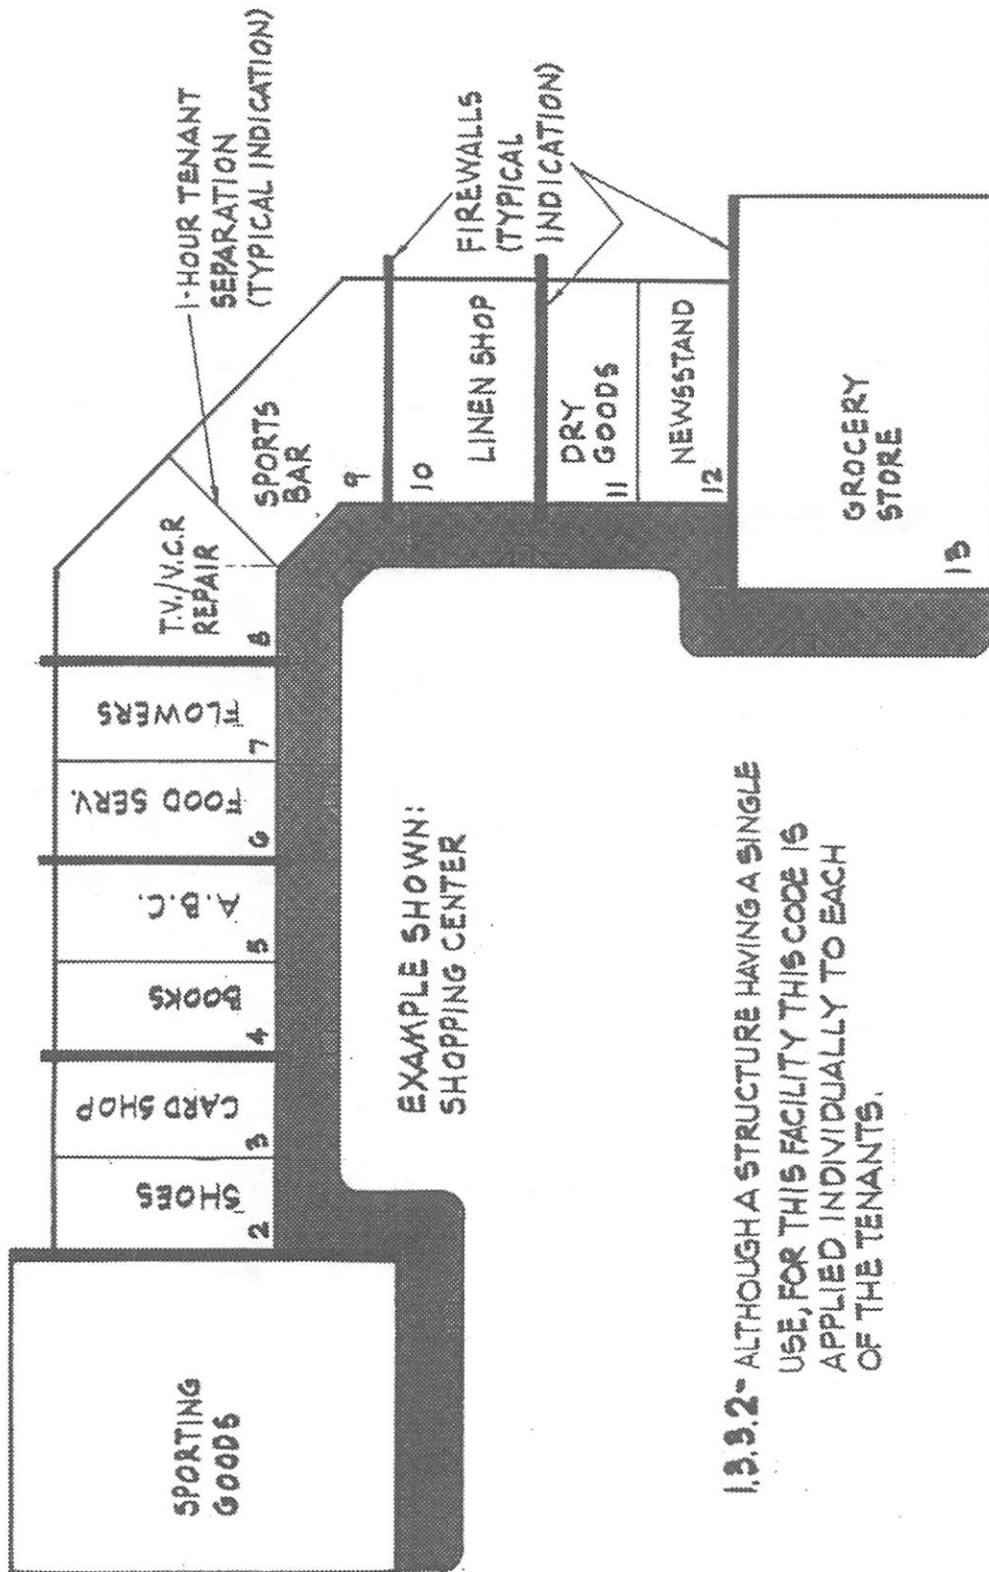 1-HOUR TENANT
SEPARATION
(TYPICAL INDICATION)
FIREWALLS
(TYPICAL
INDICATION)
SPORTING
GOODS
SHOES
2
CARD SHOP
3
BOOKS
4
A.B.C.
5
FOOD SERV.
6
FLOWERS
7
T.V./V.C.R
REPAIR
8
SPORTS
BAR
9
10
LINEN SHOP
DRY
GOODS
11
NEWSSTAND
12
GROCERY
STORE
13
EXAMPLE SHOWN:
SHOPPING CENTER
1.3.3.2- ALTHOUGH A STRUCTURE HAVING A SINGLE
USE, FOR THIS FACILITY THIS CODE IS
APPLIED INDIVIDUALLY TO EACH
OF THE TENANTS.